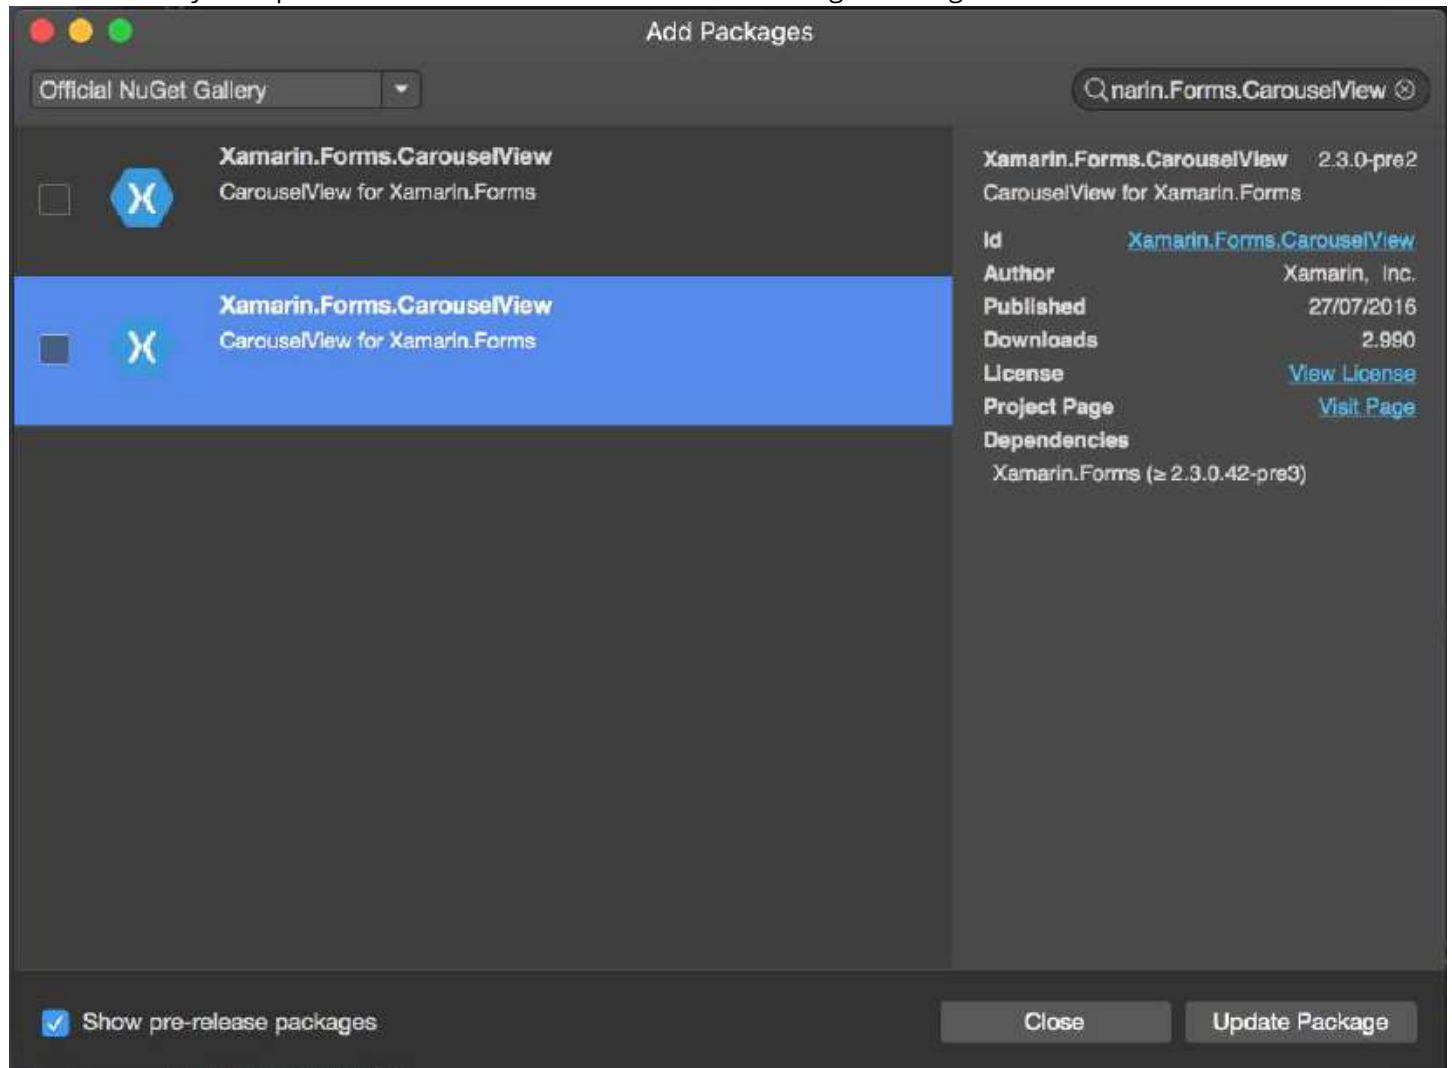 Add Packages
Official NuGet Gallery
narin.Forms.CarouselView
Xamarin.Forms.CarouselView
CarouselView for Xamarin.Forms
Xamarin.Forms.CarouselView
CarouselView for Xamarin.Forms
Xamarin.Forms.CarouselView 2.3.0-pre2
CarouselView for Xamarin.Forms
Id Xamarin.Forms.CarouselView
Author Xamarin, Inc.
Published 27/07/2016
Downloads 2.990
License View License
Project Page Visit Page
Dependencies
Xamarin.Forms (≥ 2.3.0.42-pre3)
Show pre-release packages
Close Update Package